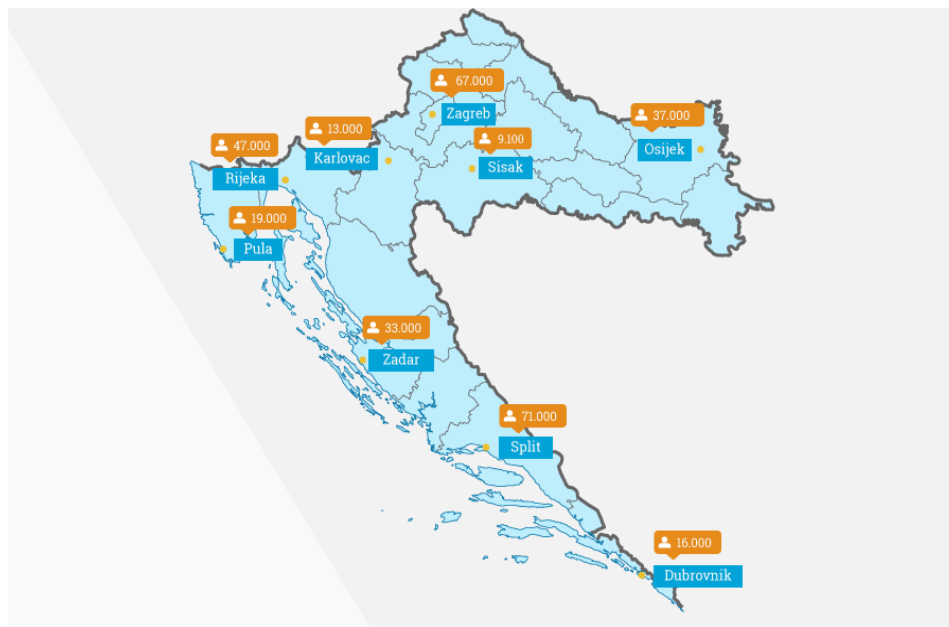 67.000
Zagreb
37.000
Osijek
13.000
Karlovac
9.100
Sisak
47.000
Rijeka
19.000
Pula
33.000
Zadar
71.000
Split
16.000
Dubrovnik